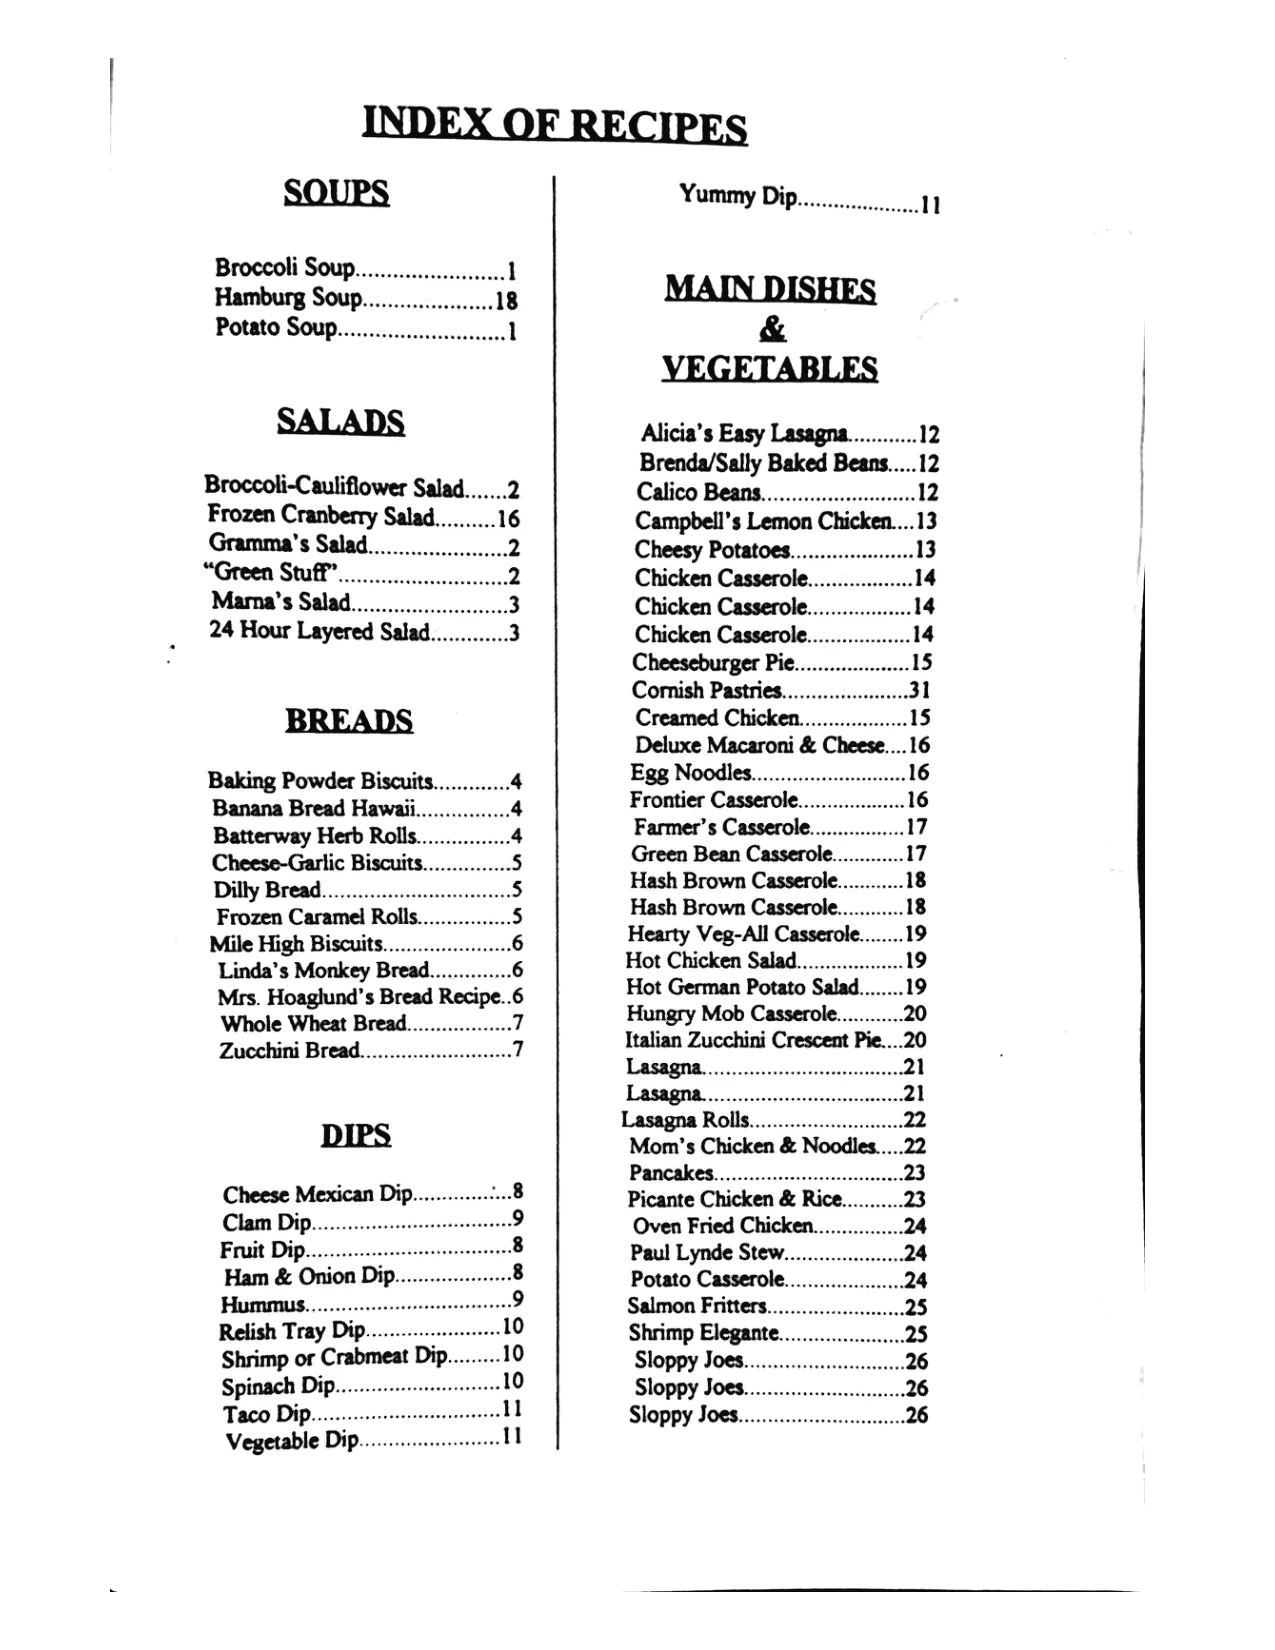 INDEX OF RECIPES
SOUPS
Broccoli Soup........................1
Hamburg Soup.....................18
Potato Soup...........................1
SALADS
Broccoli-Cauliflower Salad.......2
Frozen Cranberry Salad..........16
Gramma's Salad......................2
"Green Stuff"...........................2
Mama's Salad.........................3
24 Hour Layered Salad.............3
BREADS
Baking Powder Biscuits.............4
Banana Bread Hawaii................4
Batterway Herb Rolls................4
Cheese-Garlic Biscuits...............5
Dilly Bread................................5
Frozen Caramel Rolls................5
Mile High Biscuits......................6
Linda's Monkey Bread..............6
Mrs. Hoaglund's Bread Recipe..6
Whole Wheat Bread..................7
Zucchini Bread..........................7
DIPS
Cheese Mexican Dip.................8
Clam Dip..................................9
Fruit Dip...................................8
Ham & Onion Dip....................8
Hummus...................................9
Relish Tray Dip.......................10
Shrimp or Crabmeat Dip.........10
Spinach Dip............................10
Taco Dip................................11
Vegetable Dip........................11
Yummy Dip.....................11
MAIN DISHES
&
VEGETABLES
Alicia's Easy Lasagna............12
Brenda/Sally Baked Beans.....12
Calico Beans..........................12
Campbell's Lemon Chicken....13
Cheesy Potatoes.....................13
Chicken Casserole..................14
Chicken Casserole..................14
Chicken Casserole..................14
Cheeseburger Pie....................15
Cornish Pastries......................31
Creamed Chicken...................15
Deluxe Macaroni & Cheese....16
Egg Noodles..........................16
Frontier Casserole...................16
Farmer's Casserole................17
Green Bean Casserole............17
Hash Brown Casserole...........18
Hash Brown Casserole...........18
Hearty Veg-All Casserole........19
Hot Chicken Salad..................19
Hot German Potato Salad........19
Hungry Mob Casserole...........20
Italian Zucchini Crescent Pie....20
Lasagna..................................21
Lasagna..................................21
Lasagna Rolls..........................22
Mom's Chicken & Noodles.....22
Pancakes................................23
Picante Chicken & Rice..........23
Oven Fried Chicken...............24
Paul Lynde Stew....................24
Potato Casserole....................24
Salmon Fritters.......................25
Shrimp Elegante.....................25
Sloppy Joes...........................26
Sloppy Joes...........................26
Sloppy Joes............................26